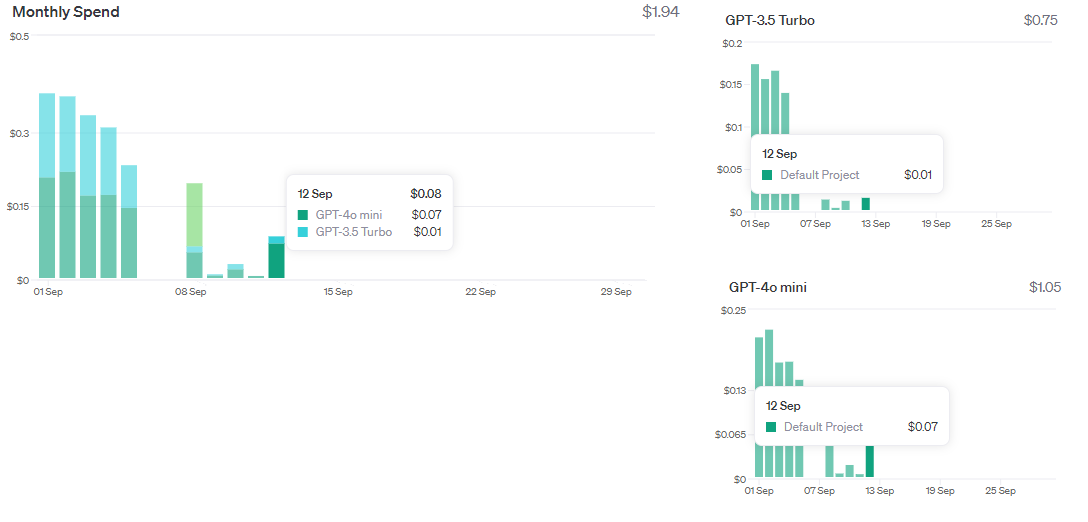 Monthly Spend $1.94
$0.5
$0.3
$0.15
$0
12 Sep $0.08
GPT-4o mini $0.07
GPT-3.5 Turbo $0.01
01 Sep 08 Sep 15 Sep 22 Sep 29 Sep
GPT-3.5 Turbo $0.75
$0.2
$0.15
$0.1
$0.05
$0
12 Sep
Default Project $0.01
01 Sep 07 Sep 13 Sep 19 Sep 25 Sep
GPT-4o mini $1.05
$0.25
$0.13
$0.065
$0
12 Sep
Default Project $0.07
01 Sep 07 Sep 13 Sep 19 Sep 25 Sep